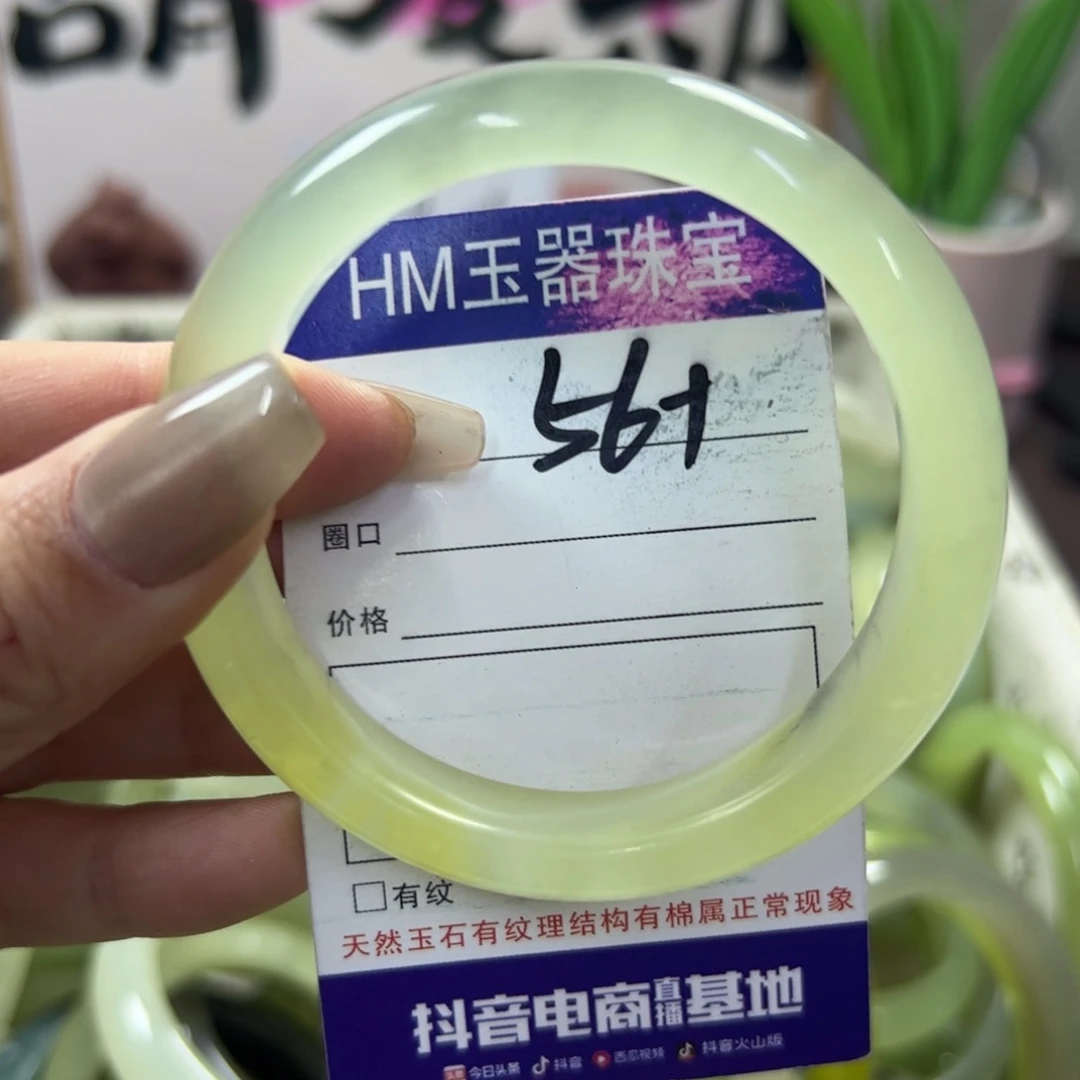 HM玉器珠宝
561
圈口
价格
有纹
天然玉石有纹理结构有棉属正常现象
抖音电商直播基地
今日头条 抖音 西瓜视频 抖音火山版